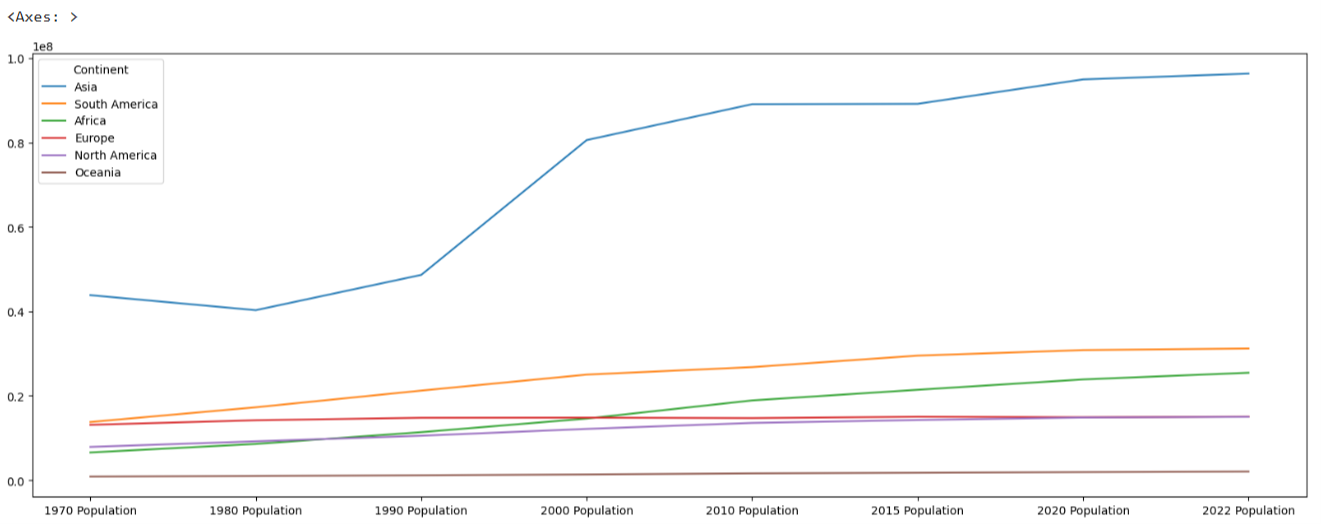 <Axes: >
1e8
1.0
0.8
0.6
0.4
0.2
0.0
Continent
Asia
South America
Africa
Europe
North America
Oceania
1970 Population 1980 Population 1990 Population 2000 Population 2010 Population 2015 Population 2020 Population 2022 Population